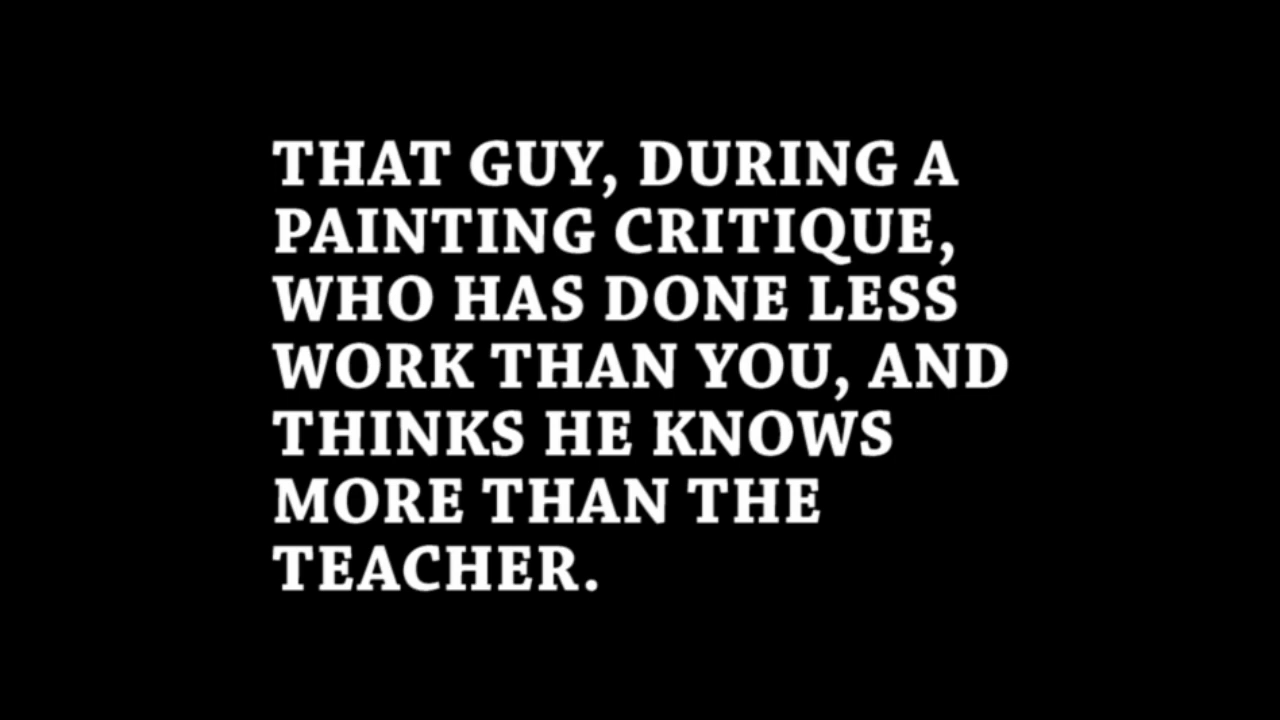 THAT GUY, DURING A
PAINTING CRITIQUE,
WHO HAS DONE LESS
WORK THAN YOU, AND
THINKS HE KNOWS
MORE THAN THE
TEACHER.